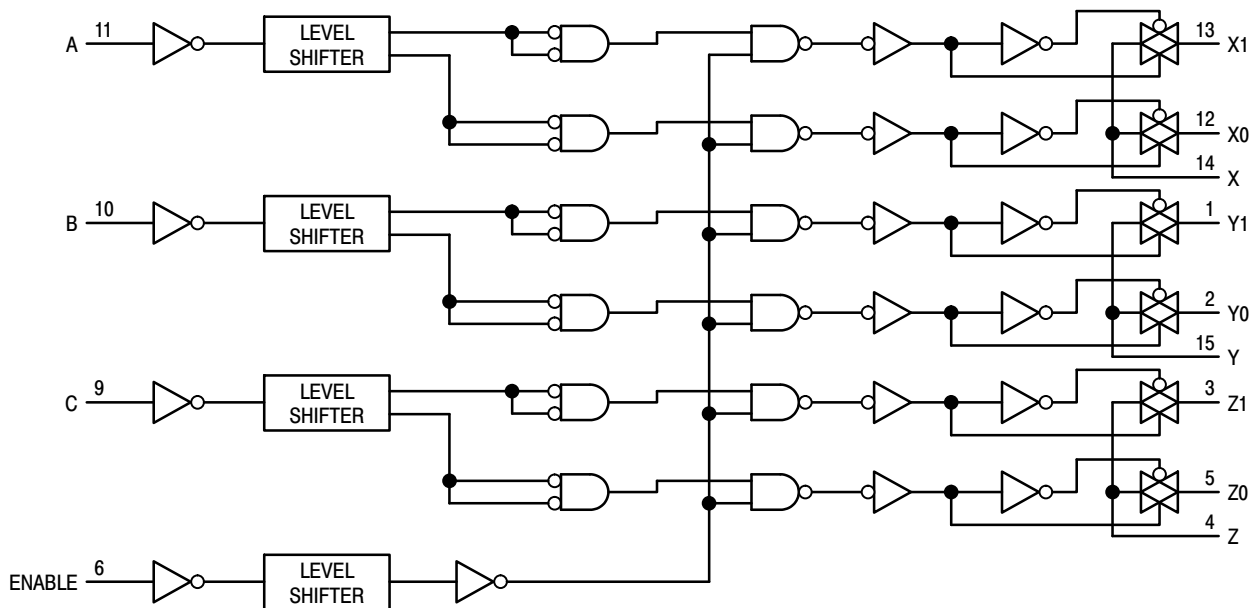 A 11 LEVEL SHIFTER 13 X1
12 X0
14 X
B 10 LEVEL SHIFTER 1 Y1
2 Y0
15 Y
C 9 LEVEL SHIFTER 3 Z1
5 Z0
4 Z
ENABLE 6 LEVEL SHIFTER